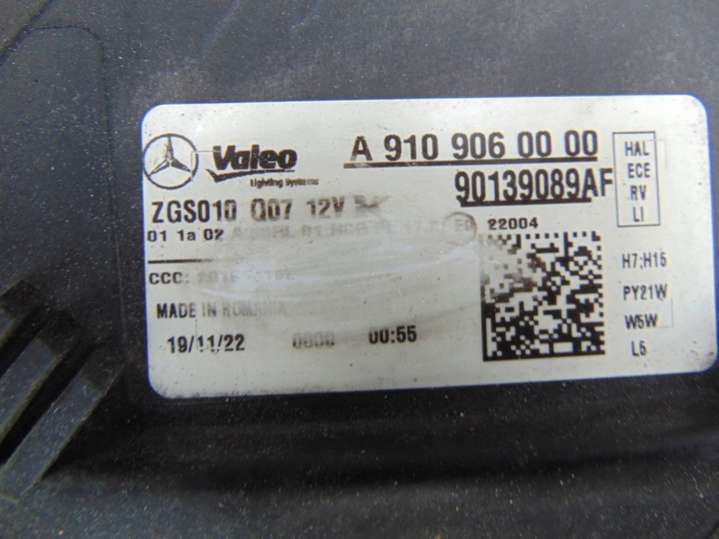 Valeo
Lighting Systems
A 910 906 00 00
90139089AF
HAL
ECE
RV
LI
ZGS010 Q07 12V
01 1a 02
22004
CCC:
MADE IN ROMANIA
19/11/22 0000 00:55
H7;H15
PY21W
W5W
L5